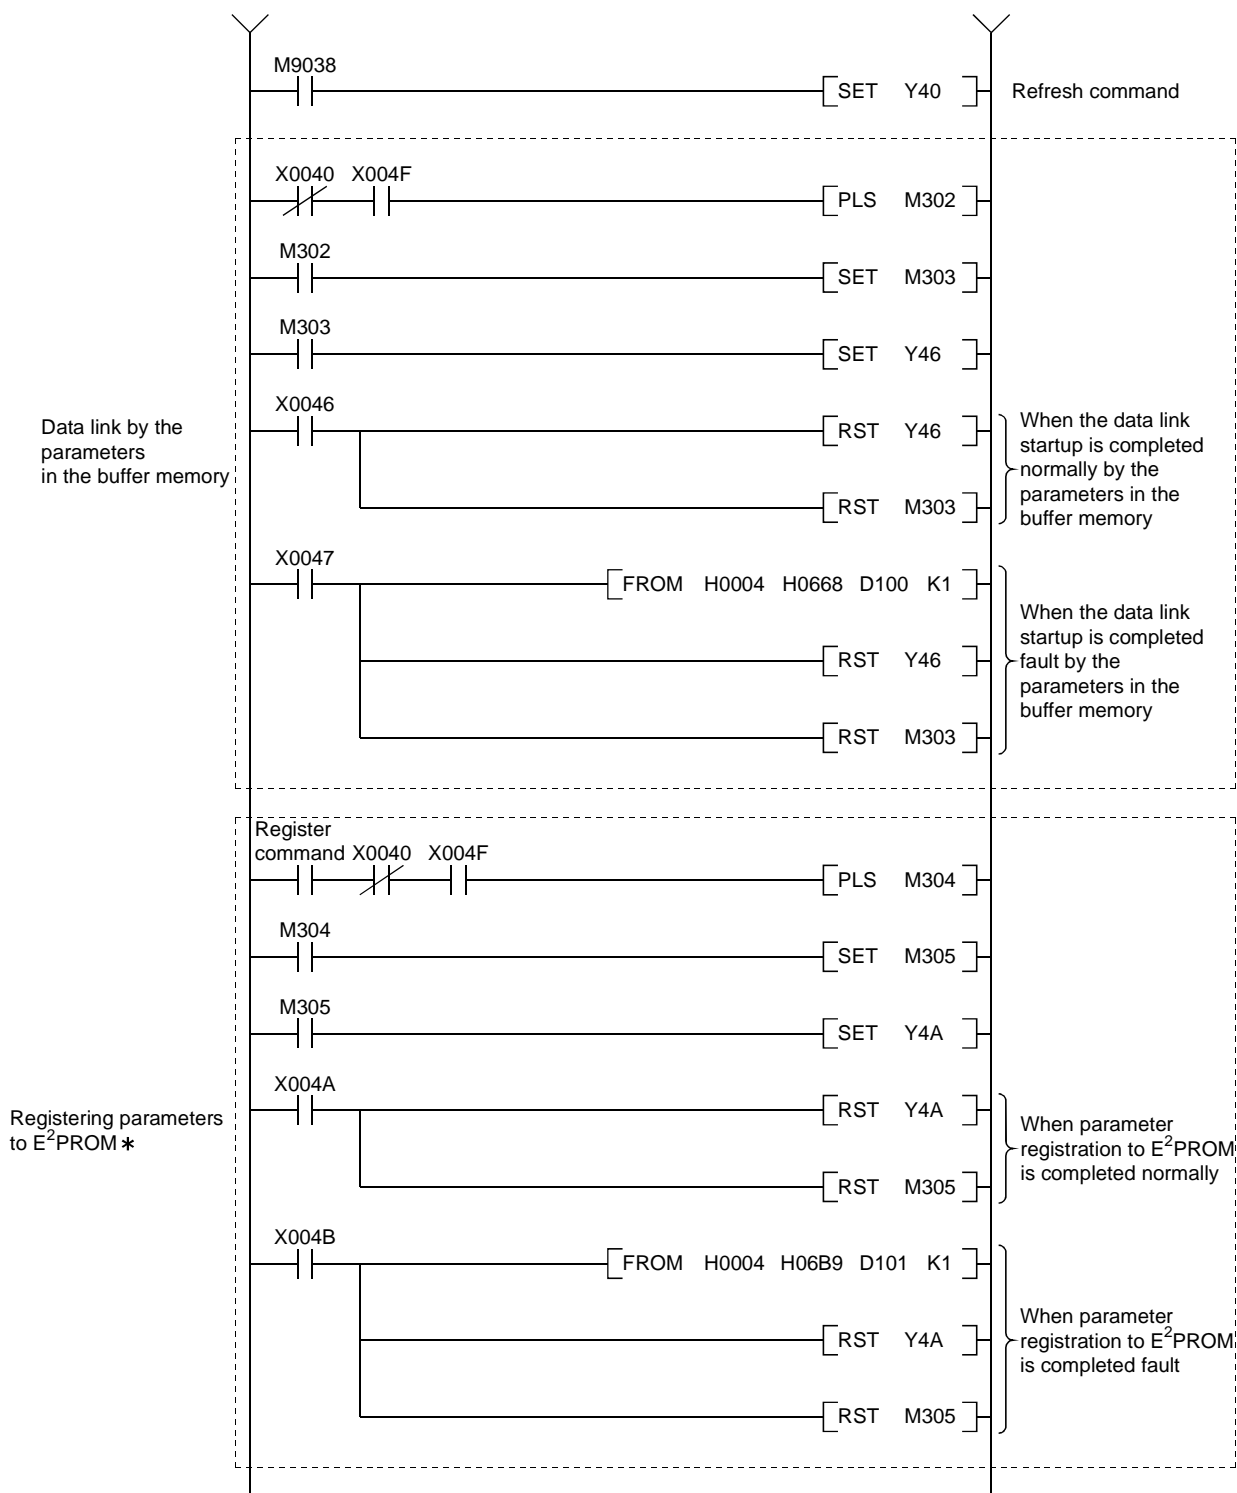 M9038
SET Y40 Refresh command
X0040 X004F
PLS M302
M302
SET M303
M303
SET Y46
X0046
RST Y46
RST M303
When the data link
startup is completed
normally by the
parameters in the
buffer memory
Data link by the
parameters
in the buffer memory
X0047
FROM H0004 H0668 D100 K1
RST Y46
RST M303
When the data link
startup is completed
fault by the
parameters in the
buffer memory
Register
command X0040 X004F
PLS M304
M304
SET M305
M305
SET Y4A
X004A
RST Y4A
RST M305
When parameter
registration to E²PROM
is completed normally
Registering parameters
to E²PROM*
X004B
FROM H0004 H06B9 D101 K1
RST Y4A
RST M305
When parameter
registration to E²PROM
is completed fault